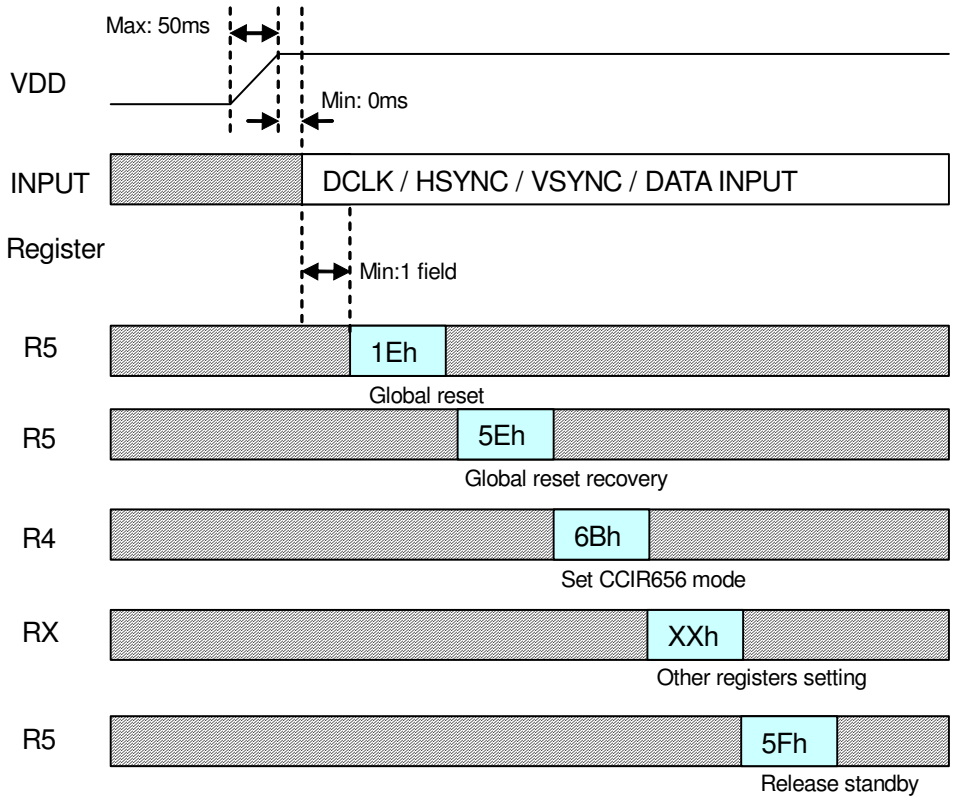 Max: 50ms
VDD
Min: 0ms
INPUT
DCLK / HSYNC / VSYNC / DATA INPUT
Register
Min:1 field
R5
1Eh
Global reset
R5
5Eh
Global reset recovery
R4
6Bh
Set CCIR656 mode
RX
XXh
Other registers setting
R5
5Fh
Release standby